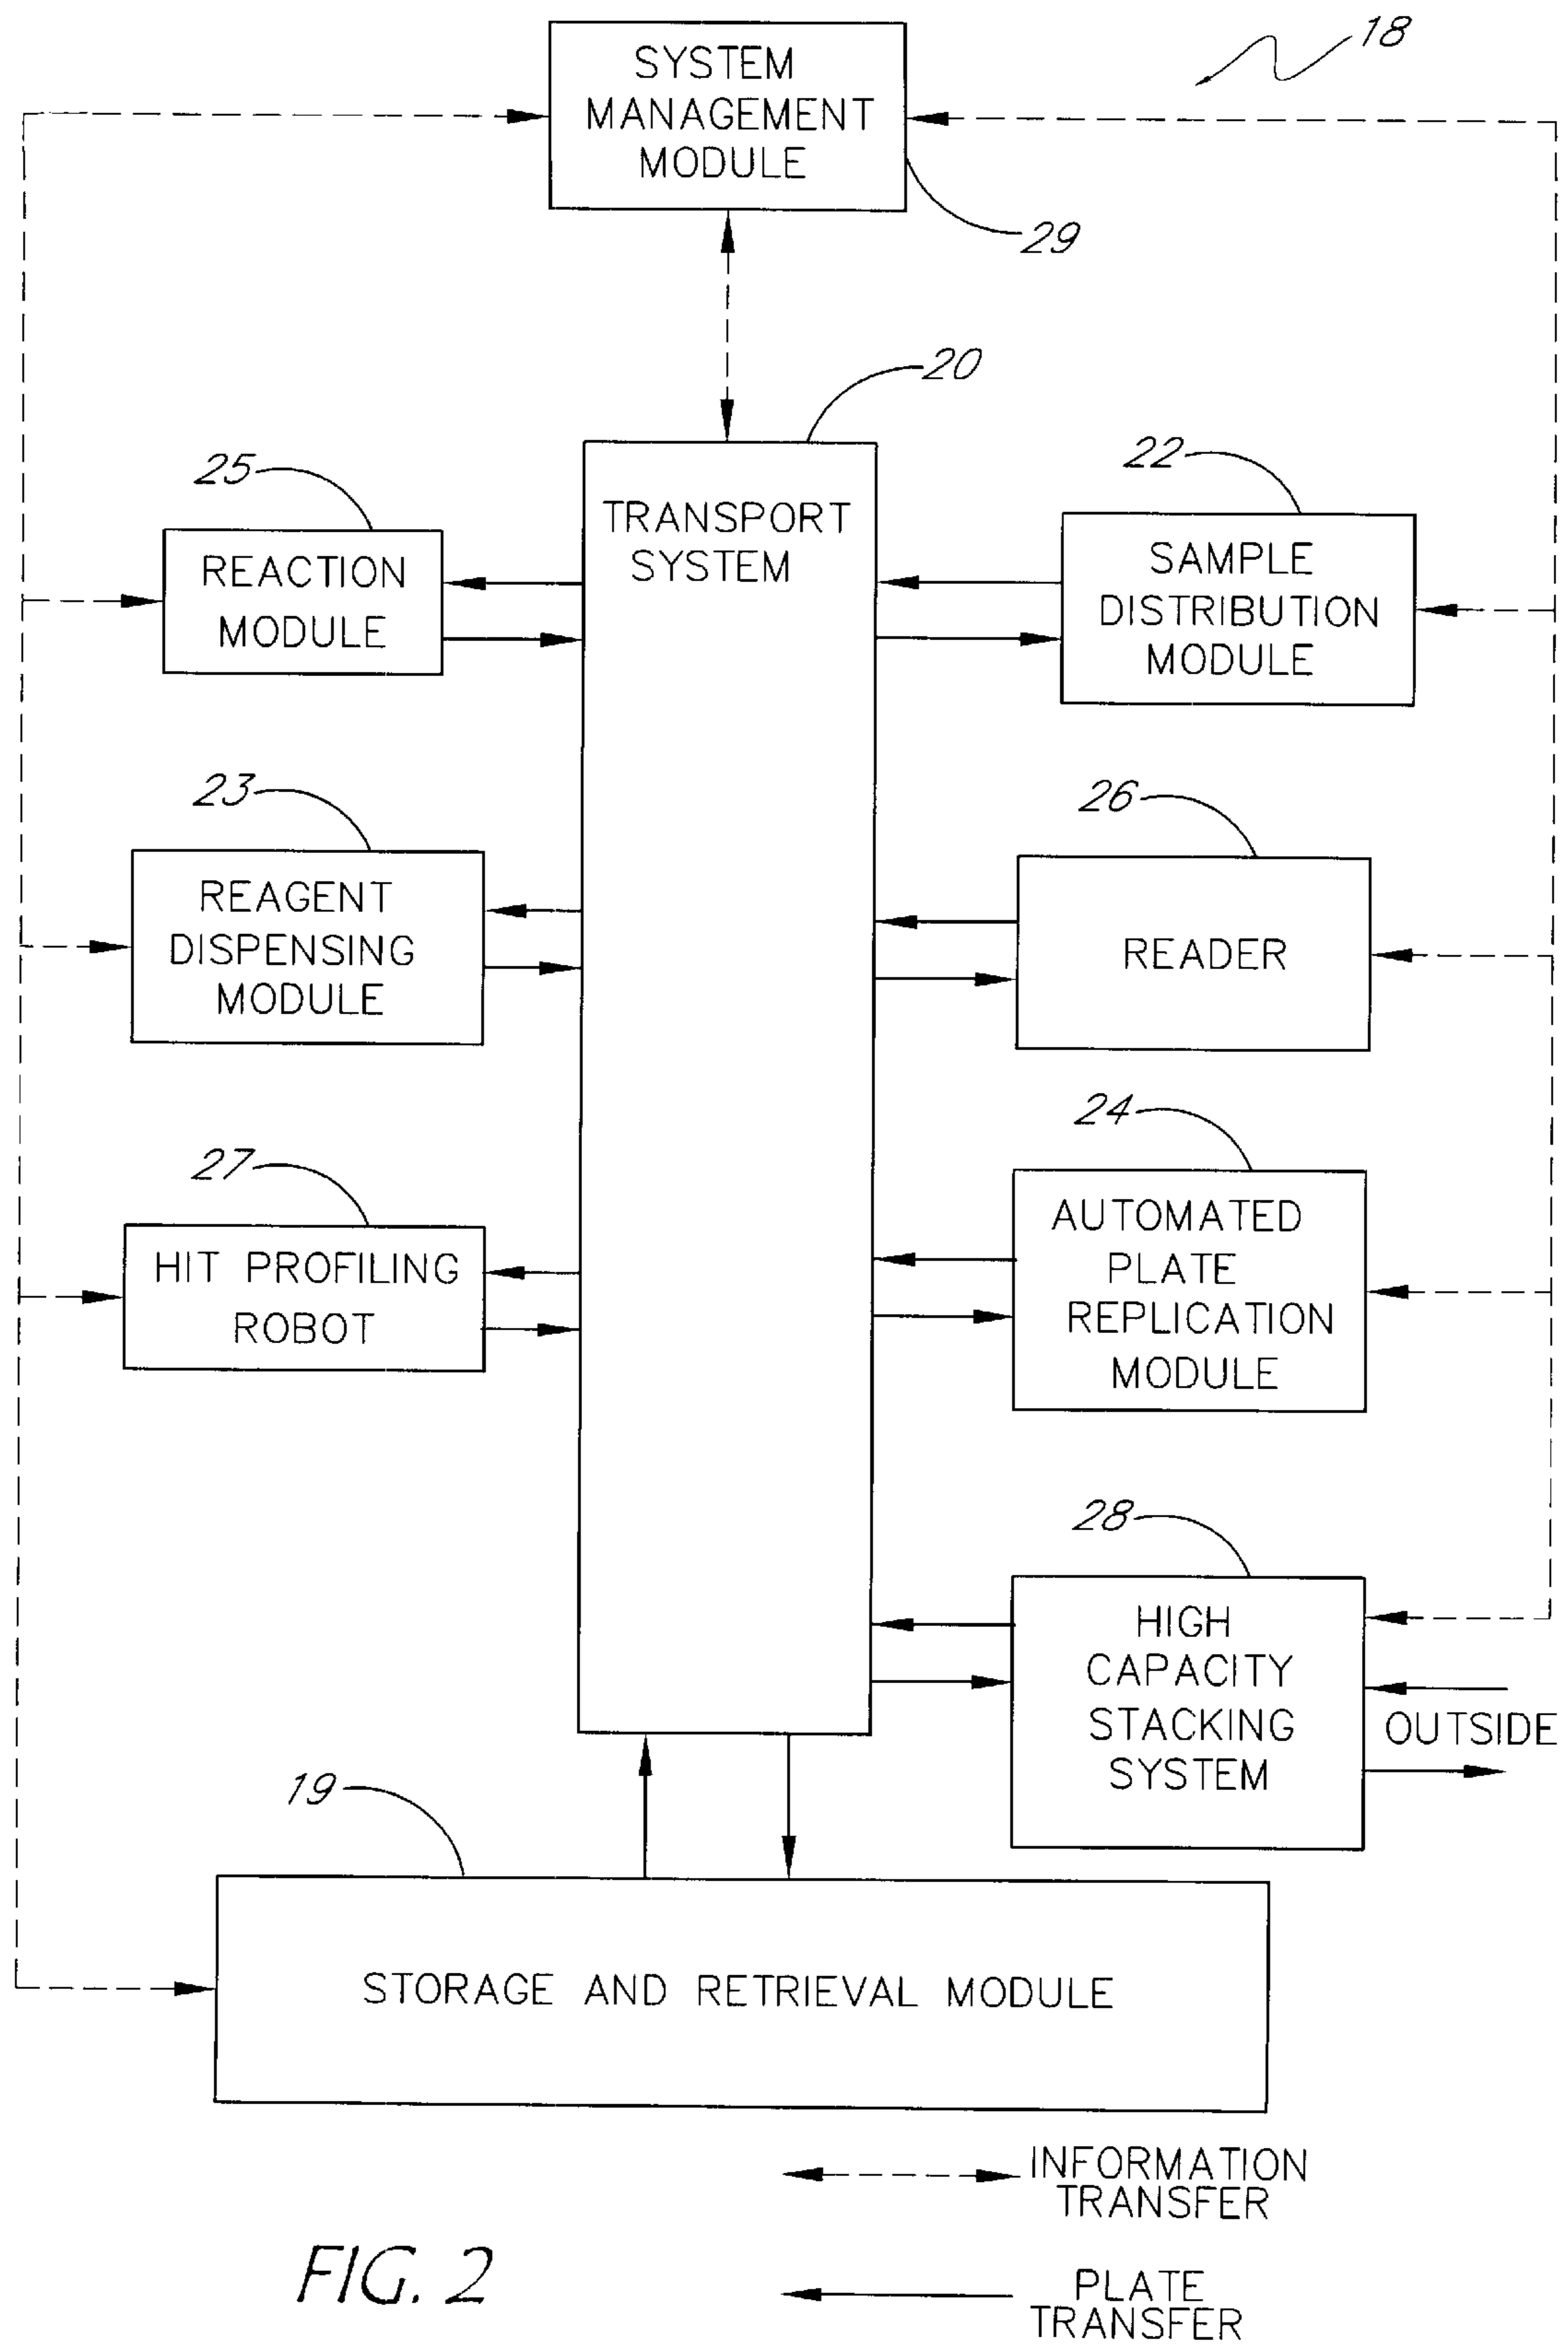 18
SYSTEM
MANAGEMENT
MODULE
29
20
25
22
TRANSPORT
SYSTEM
REACTION
MODULE
SAMPLE
DISTRIBUTION
MODULE
23
26
REAGENT
DISPENSING
MODULE
READER
27
24
HIT PROFILING
ROBOT
AUTOMATED
PLATE
REPLICATION
MODULE
28
HIGH
CAPACITY
STACKING
SYSTEM
OUTSIDE
19
STORAGE AND RETRIEVAL MODULE
INFORMATION
TRANSFER
PLATE
TRANSFER
FIG. 2